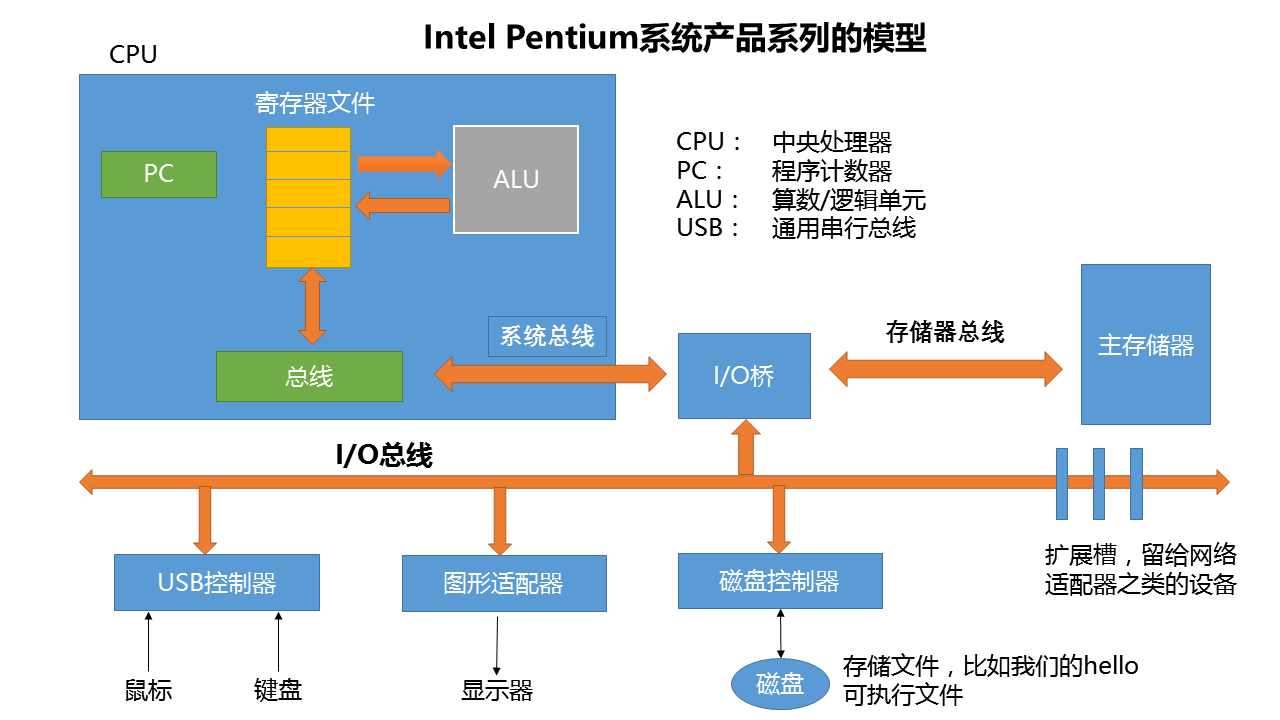 Intel Pentium系统产品系列的模型
CPU
寄存器文件
PC
ALU
CPU： 中央处理器
PC： 程序计数器
ALU： 算数/逻辑单元
USB： 通用串行总线
系统总线
总线
I/O桥
存储器总线
主存储器
I/O总线
USB控制器
图形适配器
磁盘控制器
扩展槽，留给网络
适配器之类的设备
鼠标
键盘
显示器
磁盘
存储文件，比如我们的hello
可执行文件